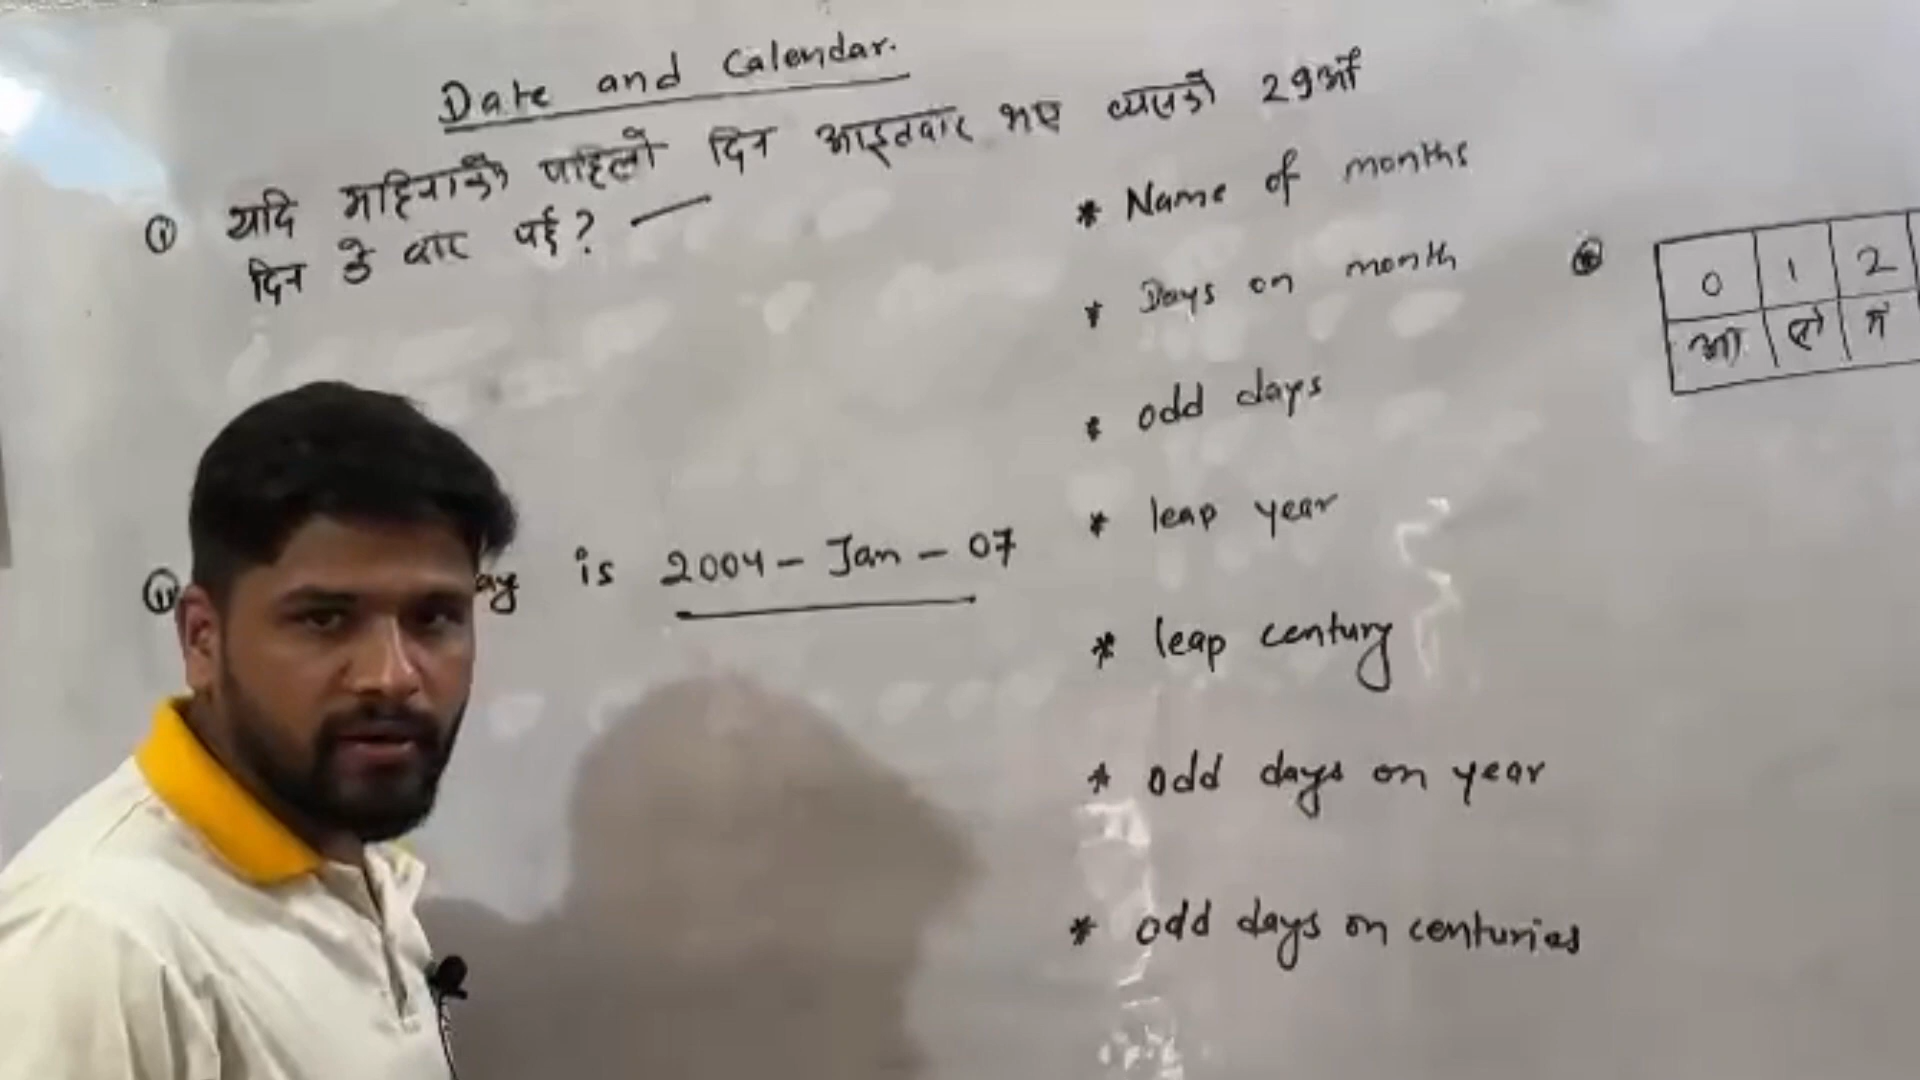 Date and Calendar.
① यदि महिनाको पहिलो दिन आइतवार भए त्यसको 29औं
दिन के वार पर्छ?
is 2004 - Jan - 07
* Name of months
* Days on month
* odd days
* leap year
* leap century
* odd days on year
* odd days on centuries
0 1 2
आ सो मं